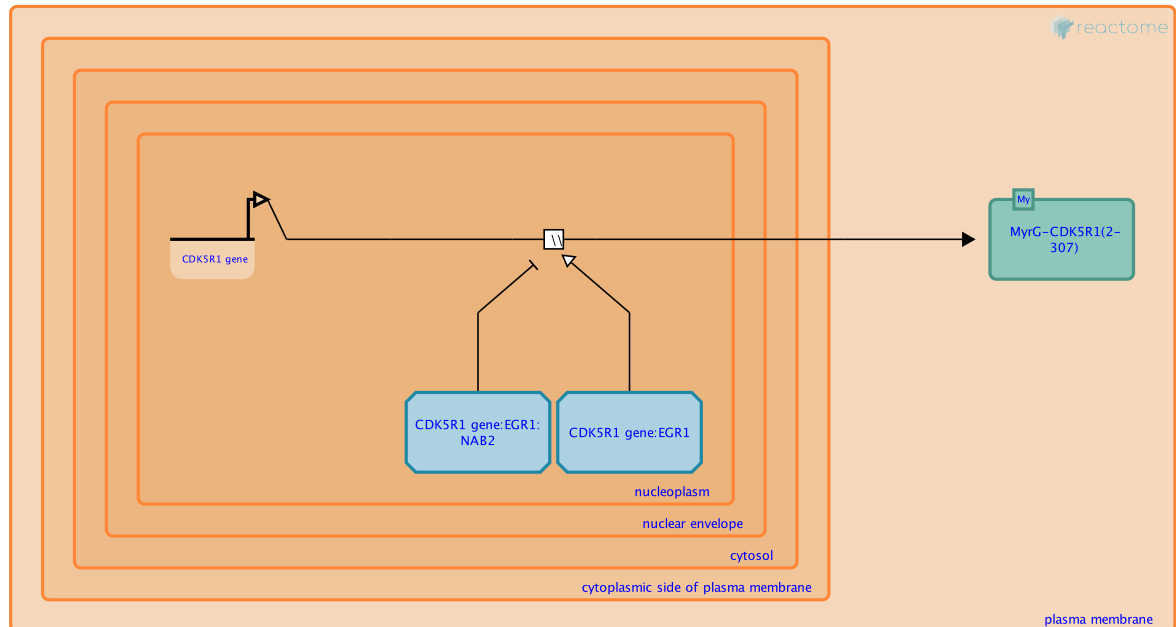 reactome
My
MyrG-CDK5R1(2-
307)
CDK5R1 gene
\\
CDK5R1 gene:EGR1:
NAB2
CDK5R1 gene:EGR1
nucleoplasm
nuclear envelope
cytosol
cytoplasmic side of plasma membrane
plasma membrane